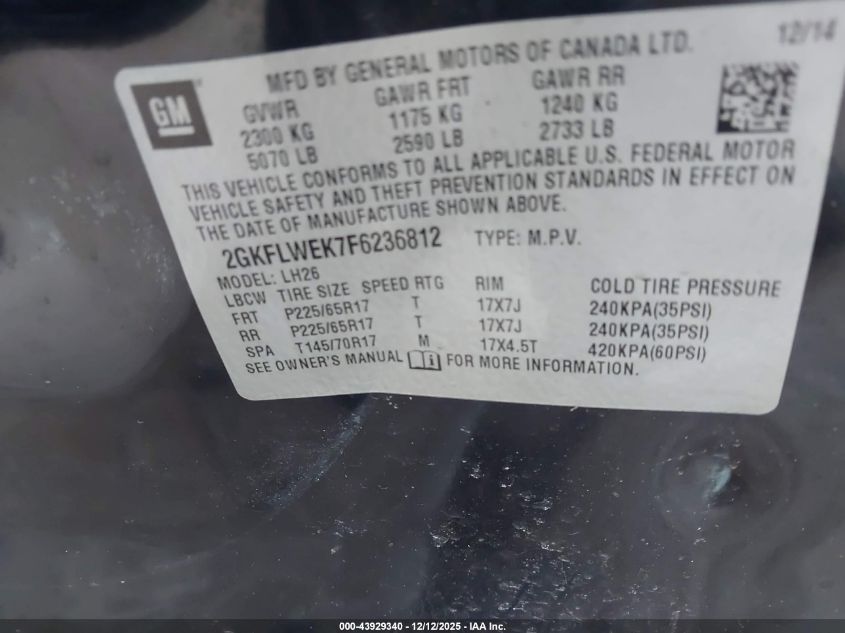 12/14
GM
MFD BY GENERAL MOTORS OF CANADA LTD.
GVWR GAWR FRT GAWR RR
2300 KG 1175 KG 1240 KG
5070 LB 2590 LB 2733 LB
THIS VEHICLE CONFORMS TO ALL APPLICABLE U.S. FEDERAL MOTOR
VEHICLE SAFETY AND THEFT PREVENTION STANDARDS IN EFFECT ON
THE DATE OF MANUFACTURE SHOWN ABOVE.
2GKFLWEK7F6236812 TYPE: M.P.V.
MODEL: LH26
LBCW TIRE SIZE SPEED RTG RIM COLD TIRE PRESSURE
FRT P225/65R17 T 17X7J 240KPA(35PSI)
RR P225/65R17 T 17X7J 240KPA(35PSI)
SPA T145/70R17 M 17X4.5T 420KPA(60PSI)
SEE OWNER'S MANUAL FOR MORE INFORMATION.
000-43929340 - 12/12/2025 - IAA Inc.